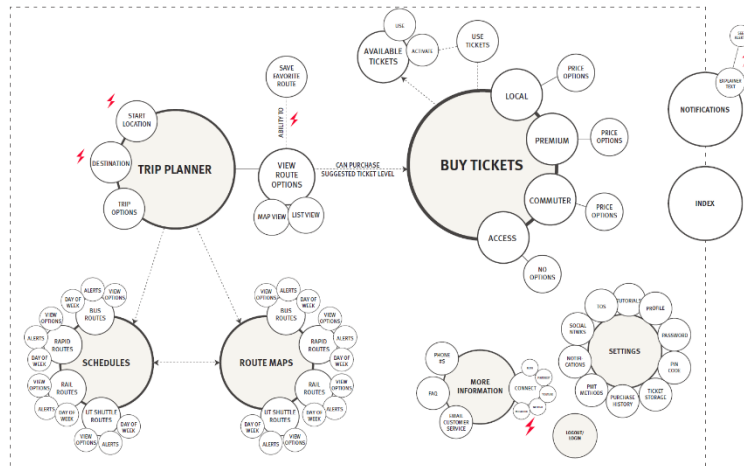 SAVE
FAVORITE
ROUTE
ABILITY TO
START
LOCATION
DESTINATION
TRIP
OPTIONS
TRIP PLANNER
VIEW
ROUTE
OPTIONS
MAP VIEW
LIST VIEW
CAN PURCHASE
SUGGESTED TICKET LEVEL
USE
AVAILABLE
TICKETS
ACTIVATE
USE
TICKETS
BUY TICKETS
LOCAL
PRICE
OPTIONS
PREMIUM
PRICE
OPTIONS
COMMUTER
PRICE
OPTIONS
ACCESS
NO
OPTIONS
EXPLAINER
TEXT
NOTIFICATIONS
INDEX
SCHEDULES
BUS
ROUTES
DAY OF
WEEK
ALERTS
VIEW
OPTIONS
RAPID
ROUTES
VIEW
OPTIONS
ALERTS
DAY OF
WEEK
RAIL
ROUTES
VIEW
OPTIONS
ALERTS
DAY OF
WEEK
UT SHUTTLE
ROUTES
VIEW
OPTIONS
ALERTS
DAY OF
WEEK
ROUTE MAPS
BUS
ROUTES
VIEW
OPTIONS
ALERTS
DAY OF
WEEK
RAPID
ROUTES
VIEW
OPTIONS
ALERTS
DAY OF
WEEK
RAIL
ROUTES
VIEW
OPTIONS
ALERTS
DAY OF
WEEK
UT SHUTTLE
ROUTES
DAY OF
WEEK
ALERTS
VIEW
OPTIONS
MORE
INFORMATION
PHONE
#S
FAQ
EMAIL
CUSTOMER
SERVICE
CONNECT
SETTINGS
TOS
TUTORIALS
PROFILE
PASSWORD
PIN
CODE
TICKET
STORAGE
PURCHASE
HISTORY
PMT
METHODS
NOTIFI-
CATIONS
SOCIAL
LOGOUT/
LOGIN